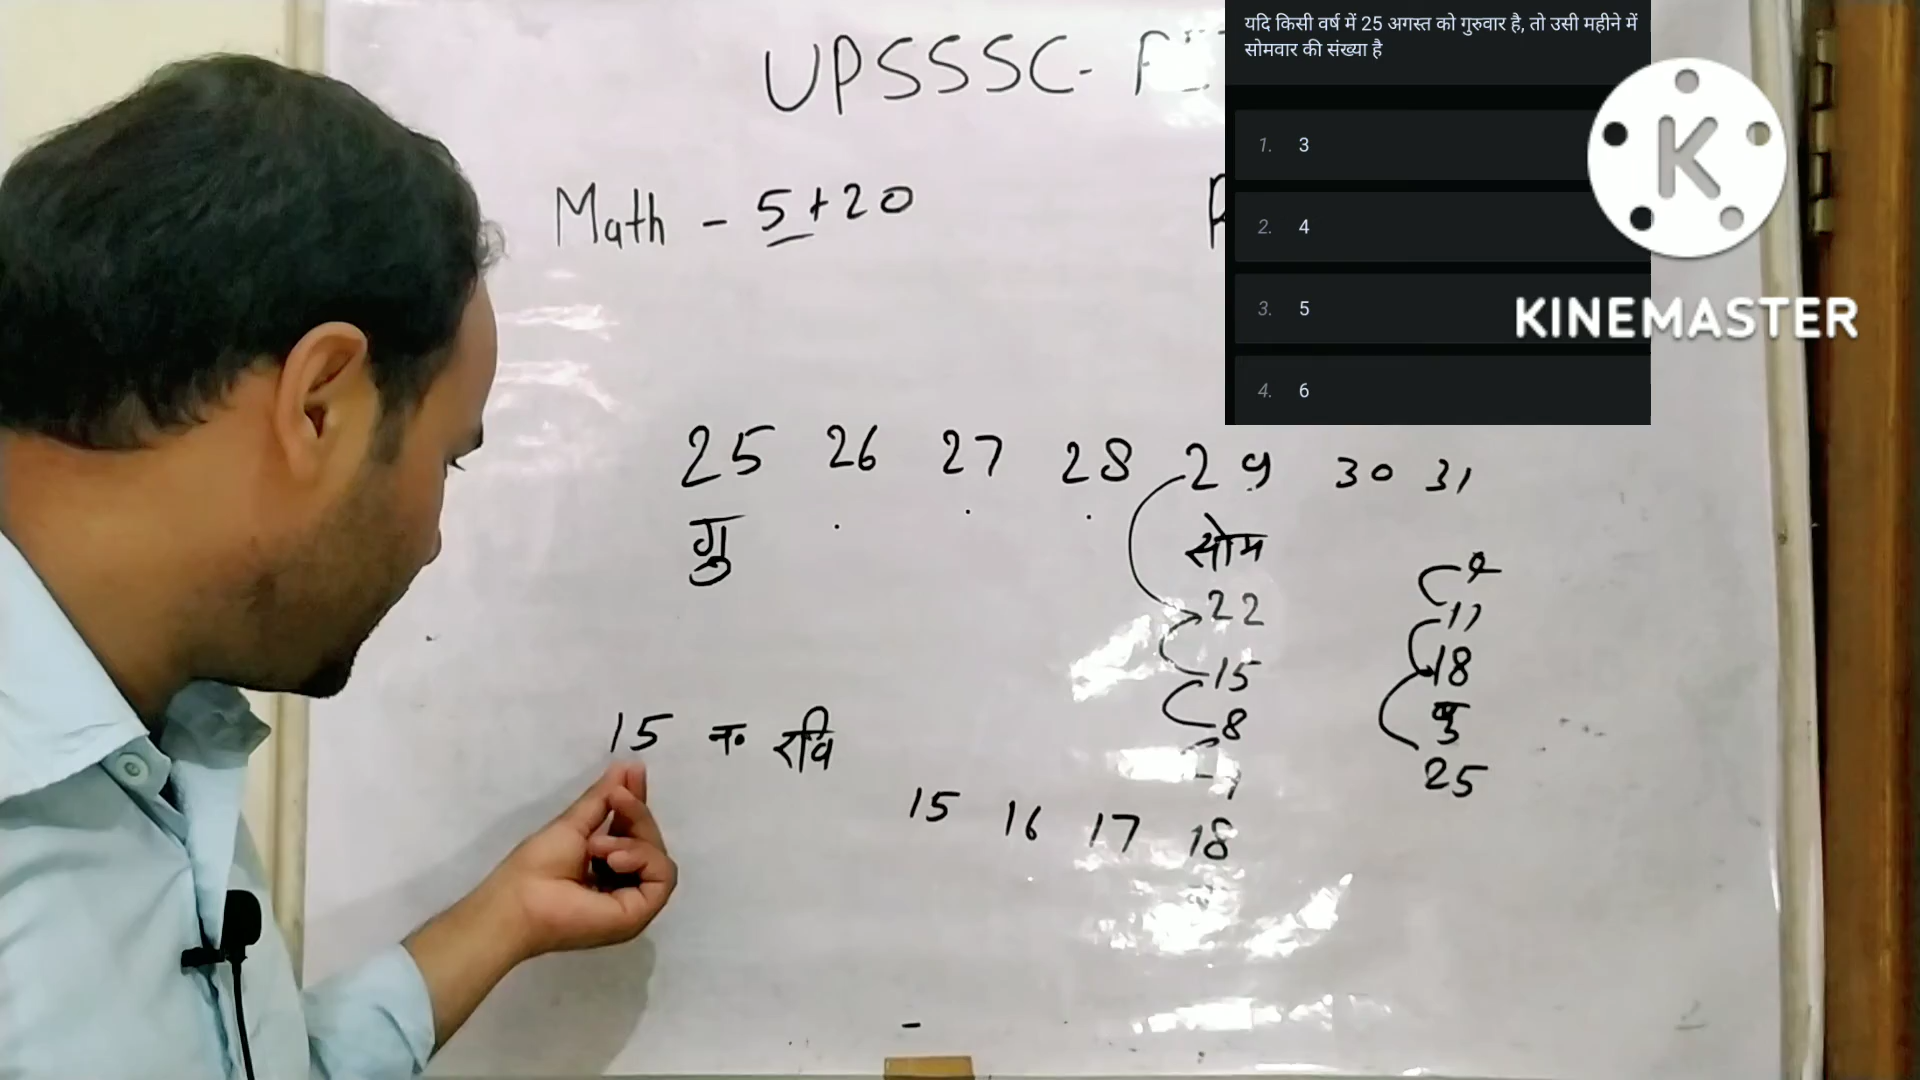 UPSSSC-
Math - 5+20
यदि किसी वर्ष में 25 अगस्त को गुरुवार है, तो उसी महीने में
सोमवार की संख्या है
1. 3
2. 4
3. 5
4. 6
K
KINEMASTER
25 26 27 28 29 30 31
गु सोम
22
15
8
11
18
25
15 न० रवि
15 16 17 18